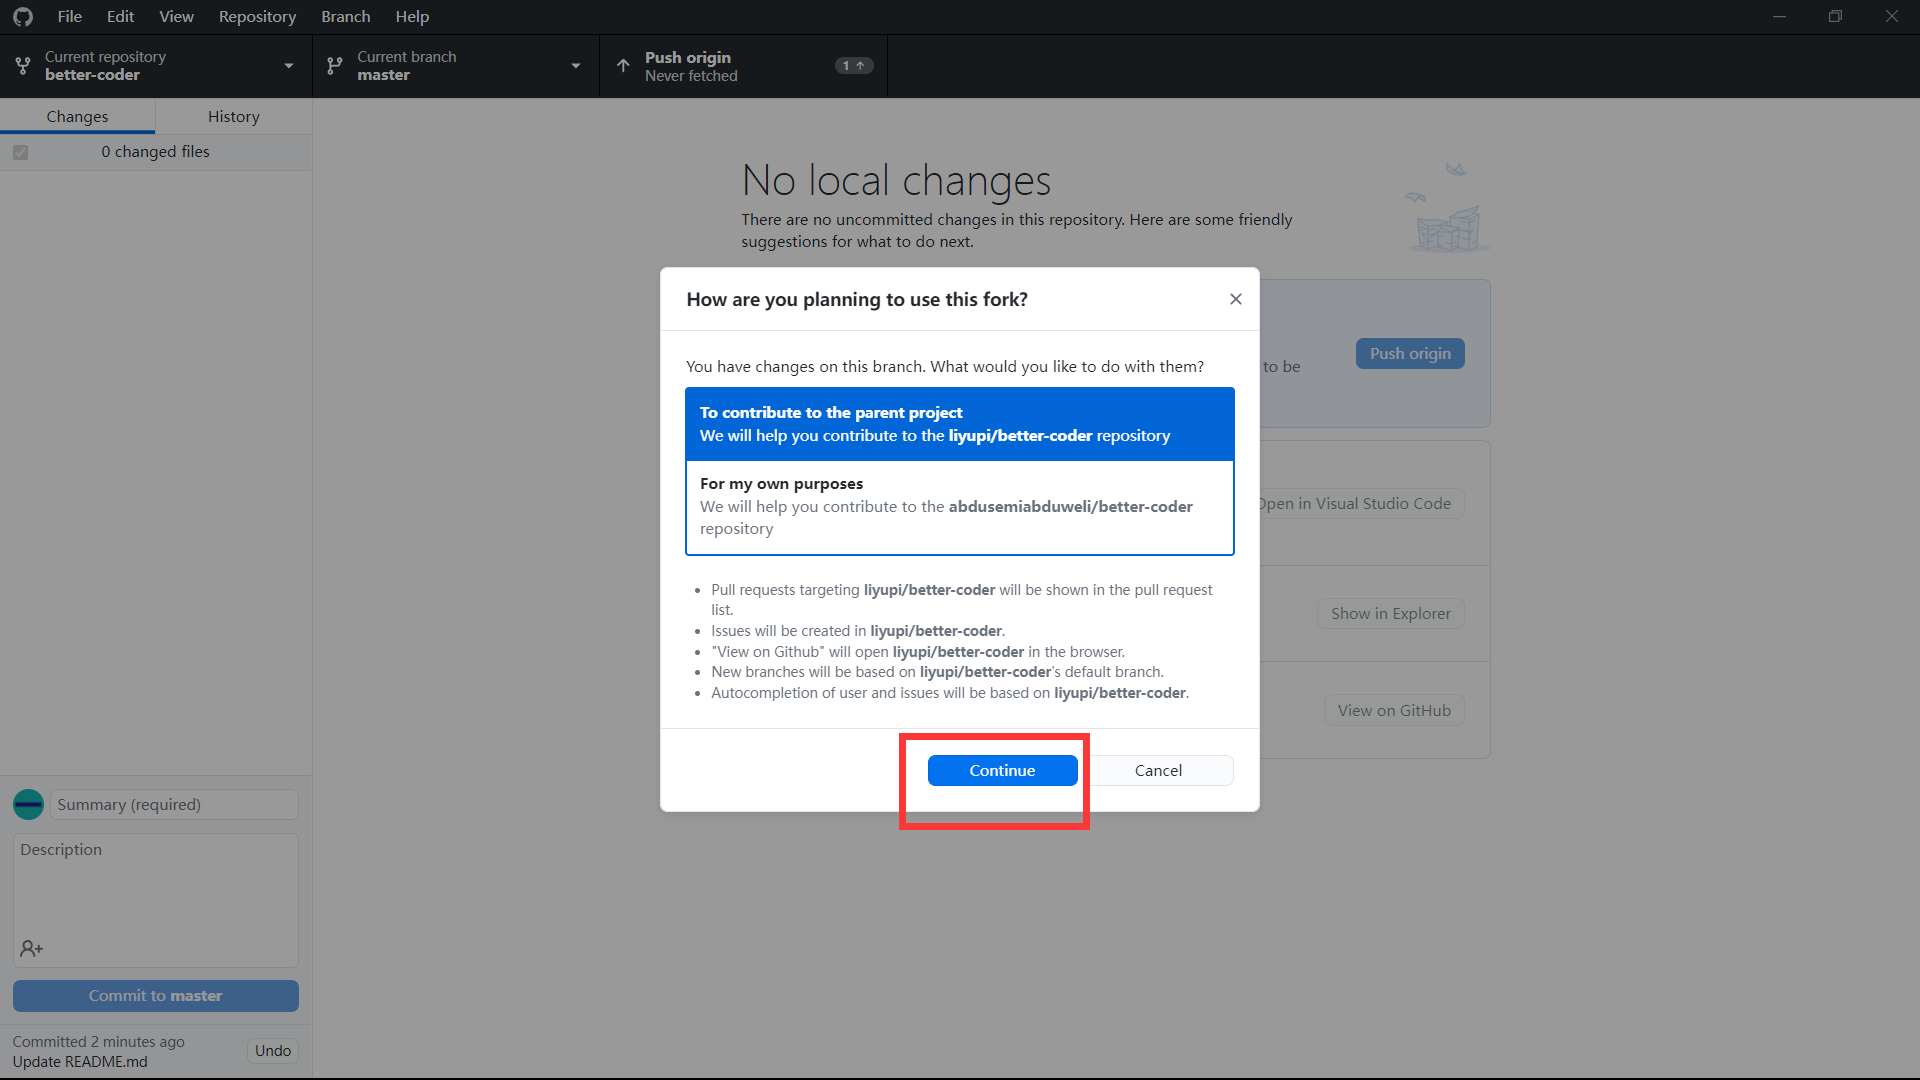 File Edit View Repository Branch Help
Current repository
better-coder
Current branch
master
Push origin
Never fetched
1
Changes
History
0 changed files
No local changes
There are no uncommitted changes in this repository. Here are some friendly
suggestions for what to do next.
How are you planning to use this fork?
You have changes on this branch. What would you like to do with them?
To contribute to the parent project
We will help you contribute to the liyupi/better-coder repository
For my own purposes
We will help you contribute to the abdusemiabduweli/better-coder
repository
• Pull requests targeting liyupi/better-coder will be shown in the pull request
list.
• Issues will be created in liyupi/better-coder.
• "View on Github" will open liyupi/better-coder in the browser.
• New branches will be based on liyupi/better-coder's default branch.
• Autocompletion of user and issues will be based on liyupi/better-coder.
Continue
Cancel
to be
Push origin
Open in Visual Studio Code
Show in Explorer
View on GitHub
Summary (required)
Description
Commit to master
Committed 2 minutes ago
Update README.md
Undo